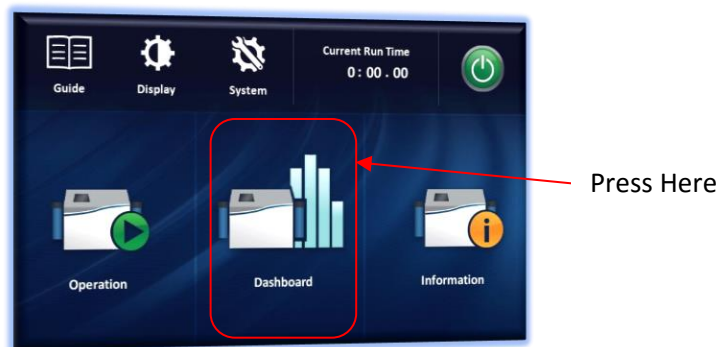 Guide
Display
System
Current Run Time
0: 00 . 00
Press Here
Operation
Dashboard
Information